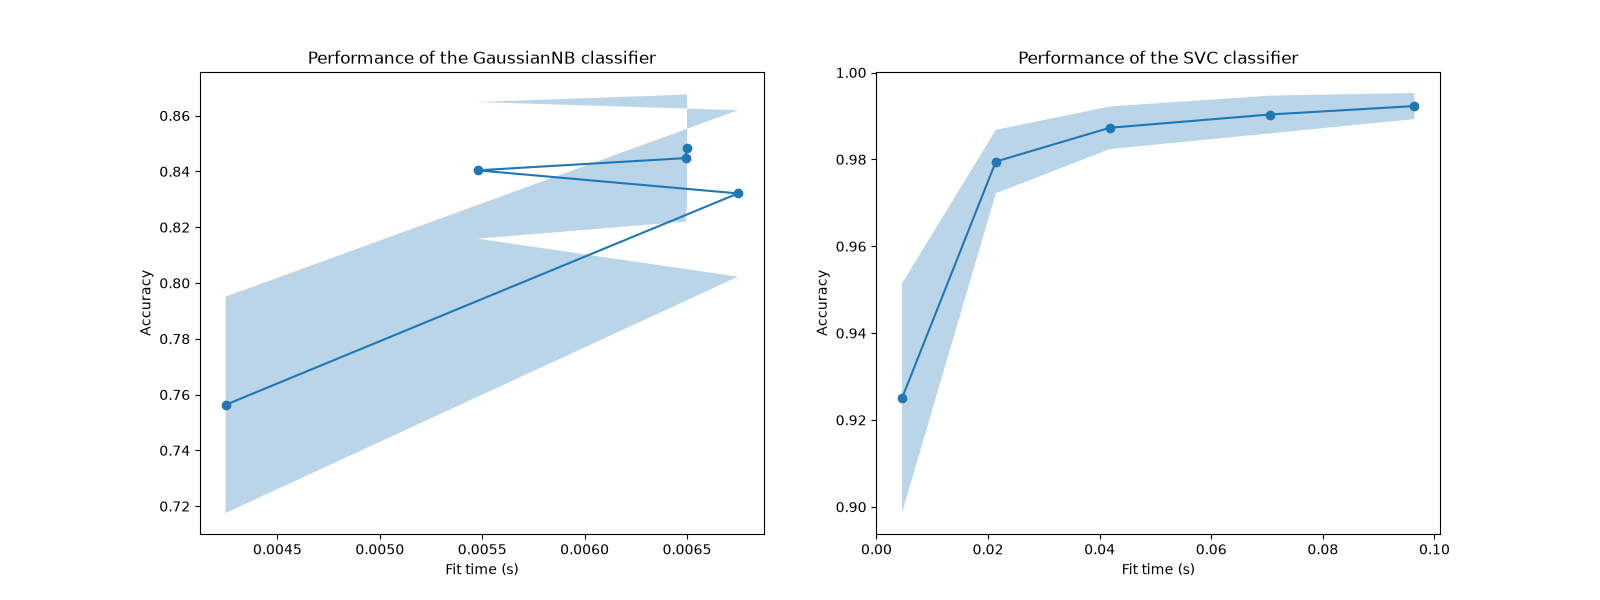 Performance of the GaussianNB classifier
0.86
0.84
0.82
0.80
0.78
0.76
0.74
0.72
Accuracy
0.0045 0.0050 0.0055 0.0060 0.0065
Fit time (s)
Performance of the SVC classifier
1.00
0.98
0.96
0.94
0.92
0.90
Accuracy
0.00 0.02 0.04 0.06 0.08 0.10
Fit time (s)